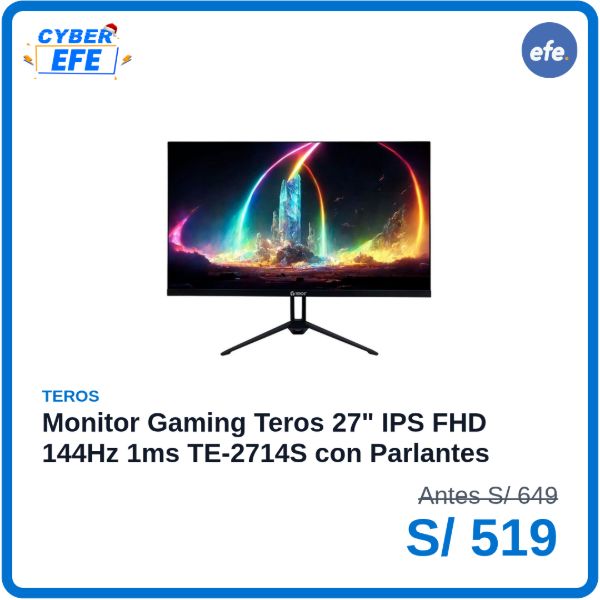 CYBER
EFE
efe.
TEROS
Monitor Gaming Teros 27" IPS FHD
144Hz 1ms TE-2714S con Parlantes
Antes S/ 649
S/ 519